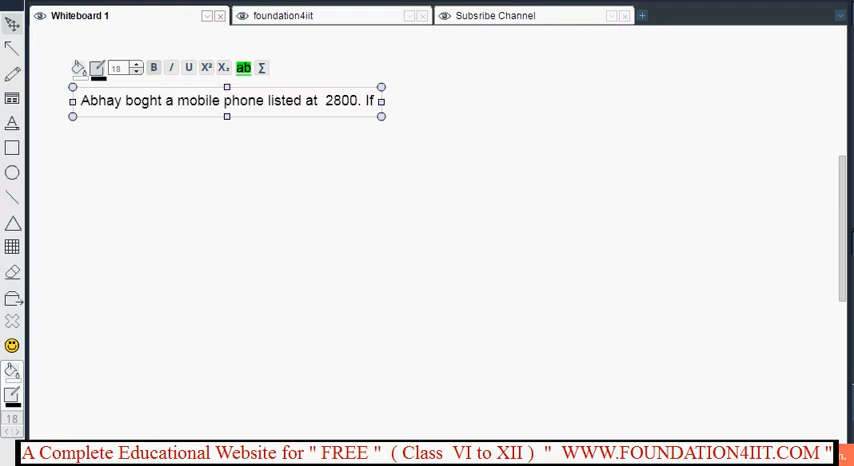 Whiteboard 1 foundation4iit Subsribe Channel
18 B I U X² X₂ ab Σ
Abhay boght a mobile phone listed at 2800. If
18
A Complete Educational Website for " FREE " ( Class VI to XII ) " WWW.FOUNDATION4IIT.COM "